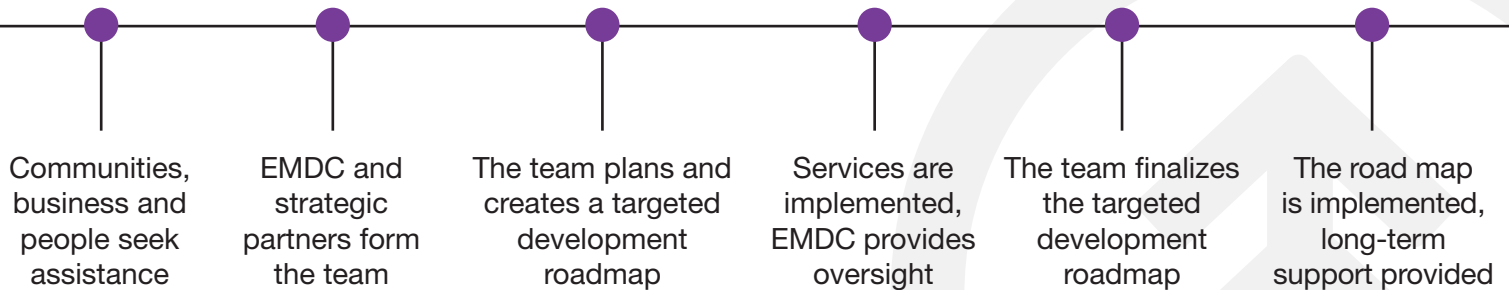 Communities,
business and
people seek
assistance
EMDC and
strategic
partners form
the team
The team plans and
creates a targeted
development
roadmap
Services are
implemented,
EMDC provides
oversight
The team finalizes
the targeted
development
roadmap
The road map
is implemented,
long-term
support provided